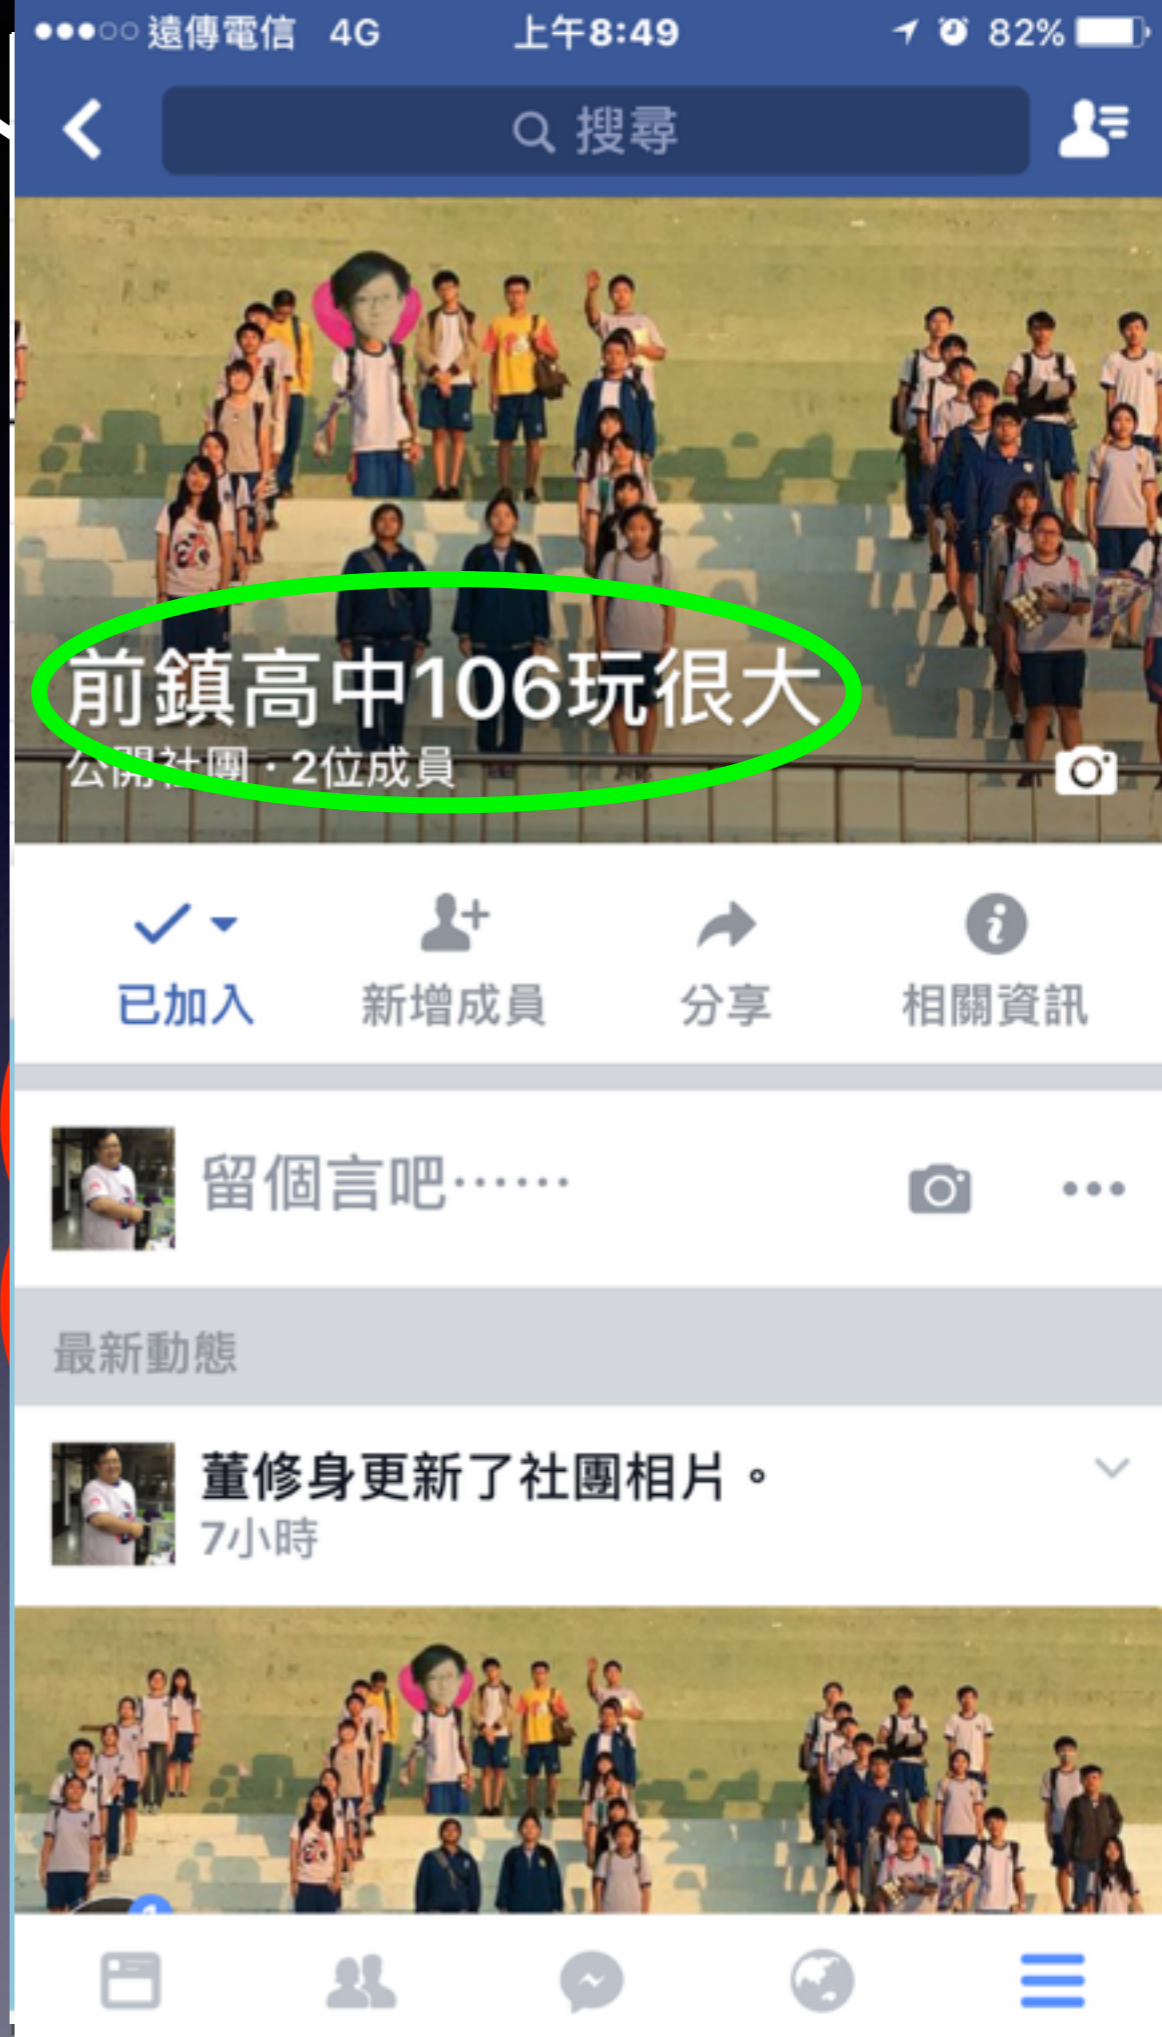 遠傳電信 4G 上午8:49 82%
搜尋
前鎮高中106玩很大
公開社團 · 2位成員
已加入 新增成員 分享 相關資訊
留個言吧……
最新動態
董修身更新了社團相片。
7小時